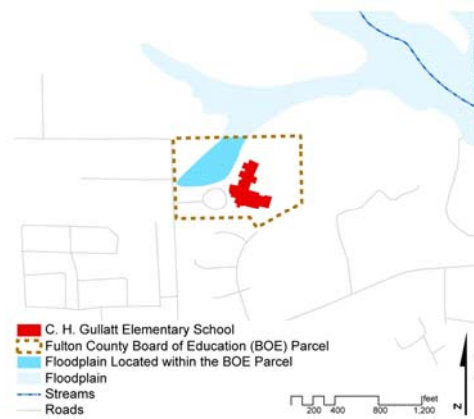 C. H. Gullatt Elementary School
Fulton County Board of Education (BOE) Parcel
Floodplain Located within the BOE Parcel
Floodplain
Streams
Roads
feet
200 400 800 1,200
N